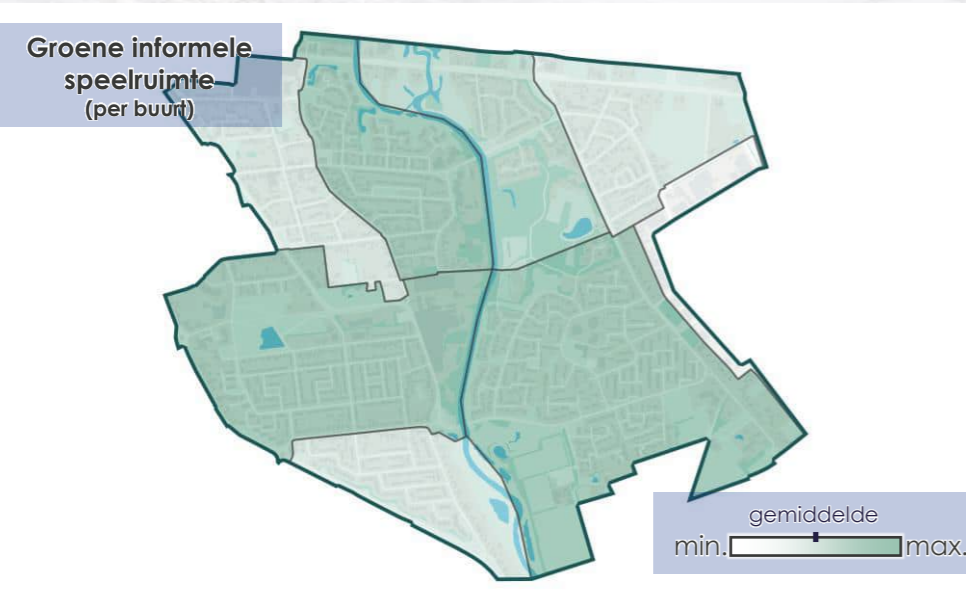 Groene informele
speelruimte
(per buurt)
gemiddelde
min. max.